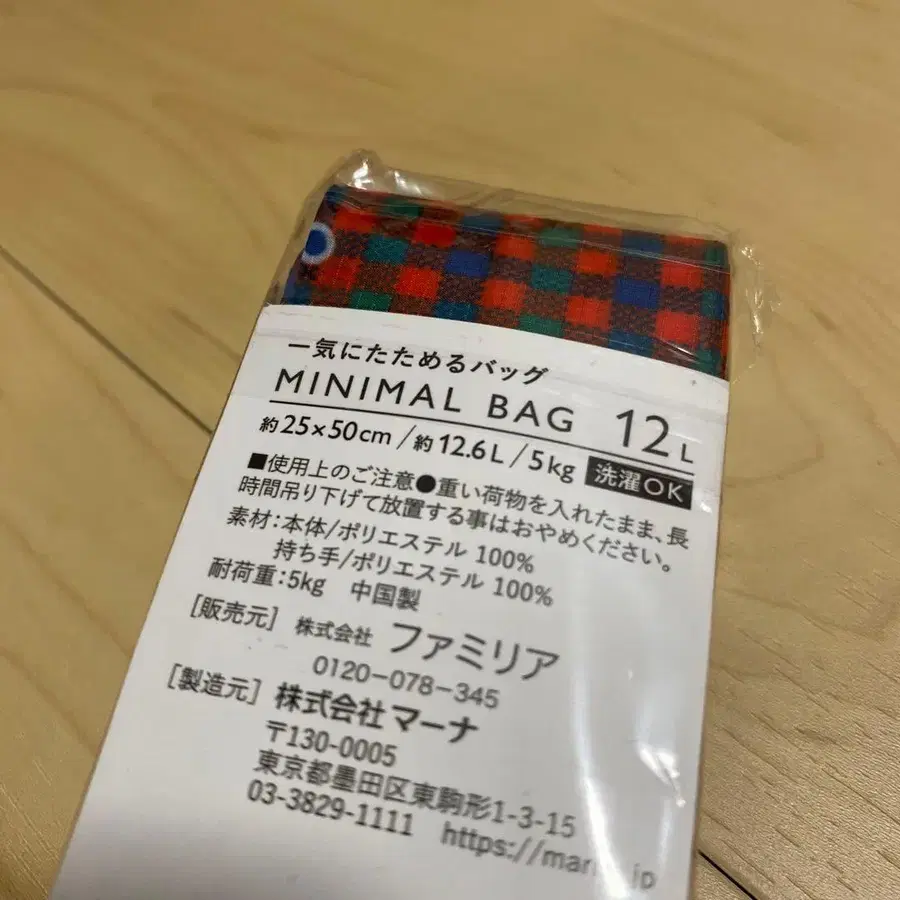 一気にたためるバッグ
MINIMAL BAG 12L
約25×50cm/約12.6L/5kg 洗濯OK
■使用上のご注意●重い荷物を入れたまま、長
時間吊り下げて放置する事はおやめください。
素材:本体/ポリエステル 100%
持ち手/ポリエステル 100%
耐荷重:5kg 中国製
[販売元] 株式会社 ファミリア
0120-078-345
[製造元] 株式会社マーナ
〒130-0005
東京都墨田区東駒形1-3-15
03-3829-1111